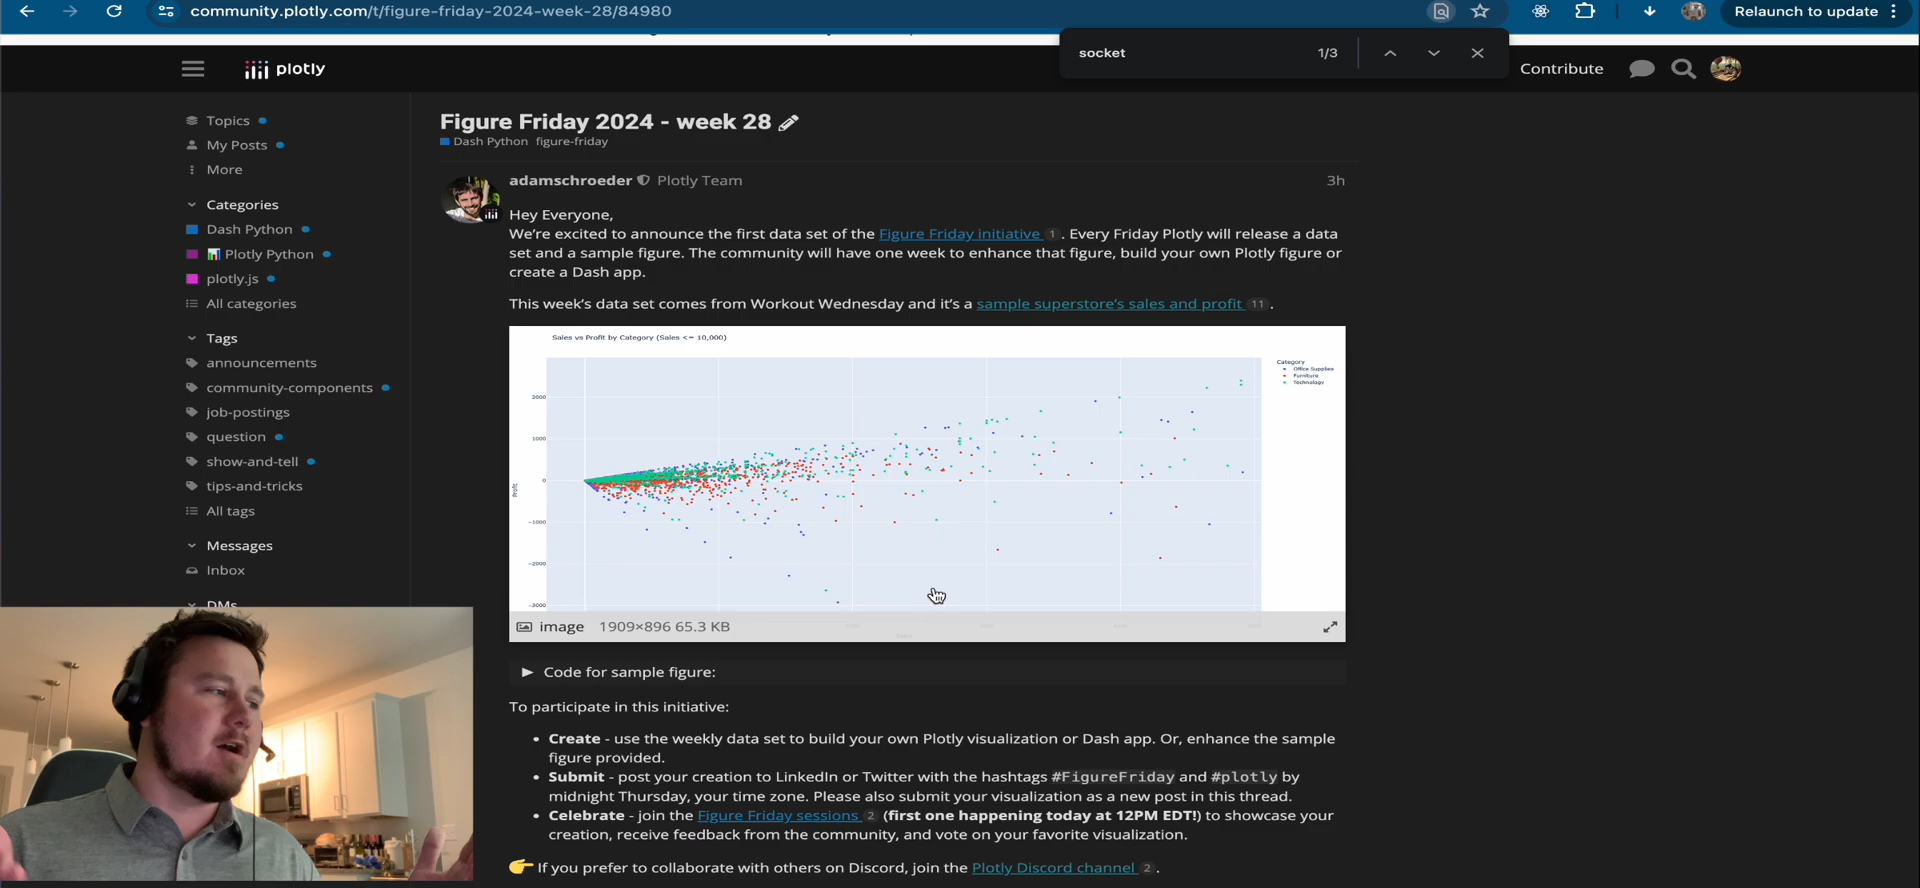 community.plotly.com/t/figure-friday-2024-week-28/84980
Relaunch to update
socket
1/3
plotly
Contribute
Topics
My Posts
More
Categories
Dash Python
Plotly Python
plotly.js
All categories
Tags
announcements
community-components
job-postings
question
show-and-tell
tips-and-tricks
All tags
Messages
Inbox
DMs
Figure Friday 2024 - week 28
Dash Python figure-friday
adamschroeder Plotly Team
3h
Hey Everyone,
We're excited to announce the first data set of the Figure Friday initiative 1 . Every Friday Plotly will release a data
set and a sample figure. The community will have one week to enhance that figure, build your own Plotly figure or
create a Dash app.
This week's data set comes from Workout Wednesday and it's a sample superstore's sales and profit 11 .
Sales vs Profit by Category (Sales <= 10,000)
Category
Office Supplies
Furniture
Technology
2000
1000
0
−1000
−2000
−3000
Profit
image 1909×896 65.3 KB
Code for sample figure:
To participate in this initiative:
• Create - use the weekly data set to build your own Plotly visualization or Dash app. Or, enhance the sample
figure provided.
• Submit - post your creation to LinkedIn or Twitter with the hashtags #FigureFriday and #plotly by
midnight Thursday, your time zone. Please also submit your visualization as a new post in this thread.
• Celebrate - join the Figure Friday sessions 2 (first one happening today at 12PM EDT!) to showcase your
creation, receive feedback from the community, and vote on your favorite visualization.
If you prefer to collaborate with others on Discord, join the Plotly Discord channel 2 .